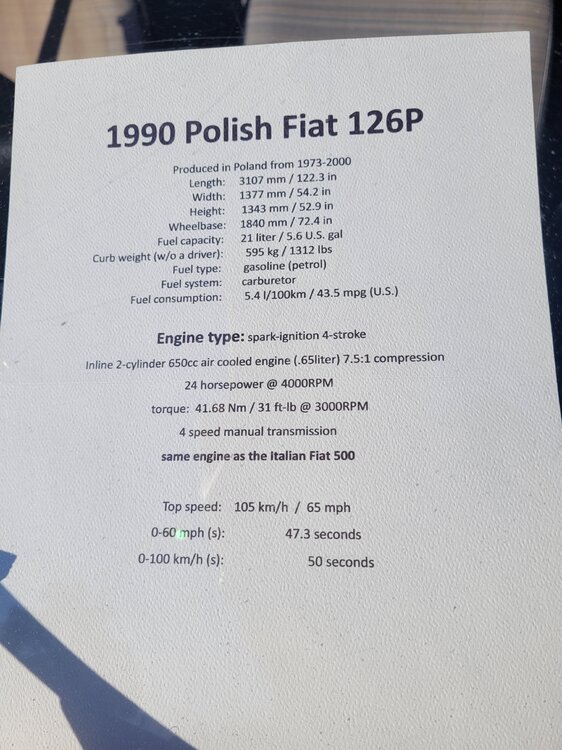 1990 Polish Fiat 126P
Produced in Poland from 1973-2000
Length: 3107 mm / 122.3 in
Width: 1377 mm / 54.2 in
Height: 1343 mm / 52.9 in
Wheelbase: 1840 mm / 72.4 in
Fuel capacity: 21 liter / 5.6 U.S. gal
Curb weight (w/o a driver): 595 kg / 1312 lbs
Fuel type: gasoline (petrol)
Fuel system: carburetor
Fuel consumption: 5.4 l/100km / 43.5 mpg (U.S.)
Engine type: spark-ignition 4-stroke
Inline 2-cylinder 650cc air cooled engine (.65liter) 7.5:1 compression
24 horsepower @ 4000RPM
torque: 41.68 Nm / 31 ft-lb @ 3000RPM
4 speed manual transmission
same engine as the Italian Fiat 500
Top speed: 105 km/h / 65 mph
0-60 mph (s): 47.3 seconds
0-100 km/h (s): 50 seconds